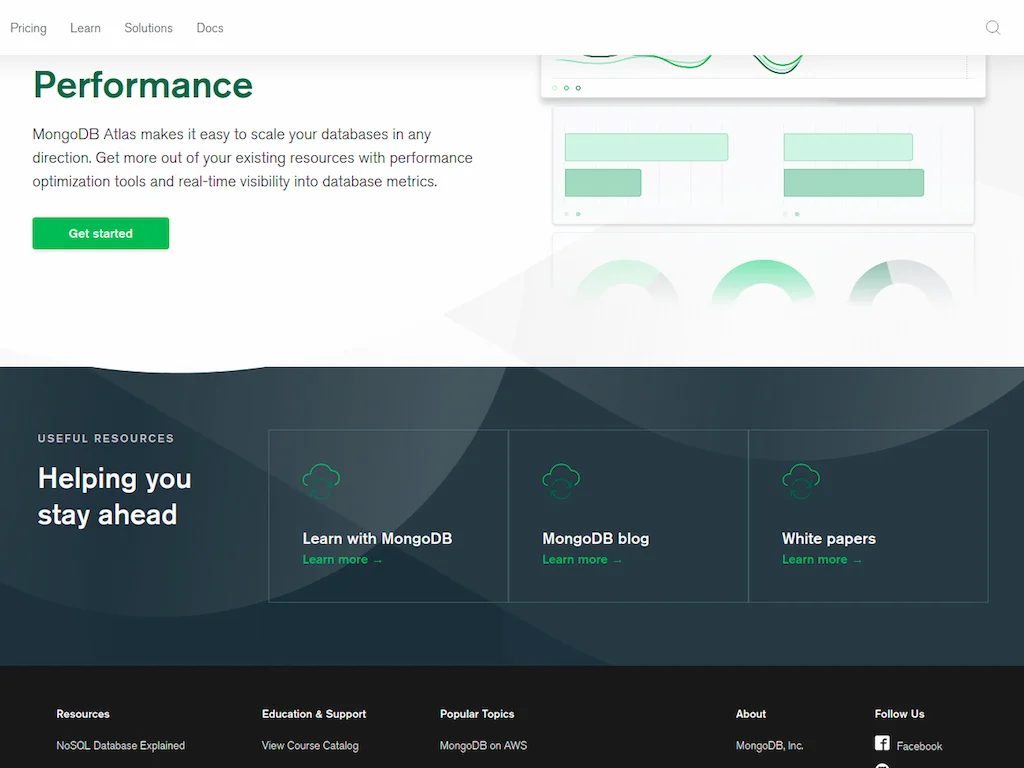 Pricing
Learn
Solutions
Docs
Performance
MongoDB Atlas makes it easy to scale your databases in any
direction. Get more out of your existing resources with performance
optimization tools and real-time visibility into database metrics.
Get started
USEFUL RESOURCES
Helping you
stay ahead
Learn with MongoDB
Learn more →
MongoDB blog
Learn more →
White papers
Learn more →
Resources
NoSQL Database Explained
Education & Support
View Course Catalog
Popular Topics
MongoDB on AWS
About
MongoDB, Inc.
Follow Us
Facebook